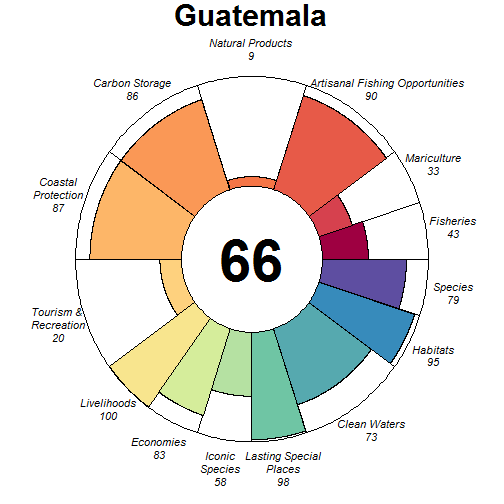 Guatemala
Natural Products
9
Carbon Storage
86
Artisanal Fishing Opportunities
90
Mariculture
33
Coastal
Protection
87
Fisheries
43
66
Species
79
Tourism &
Recreation
20
Habitats
95
Livelihoods
100
Clean Waters
73
Economies
83
Iconic
Species
58
Lasting Special
Places
98